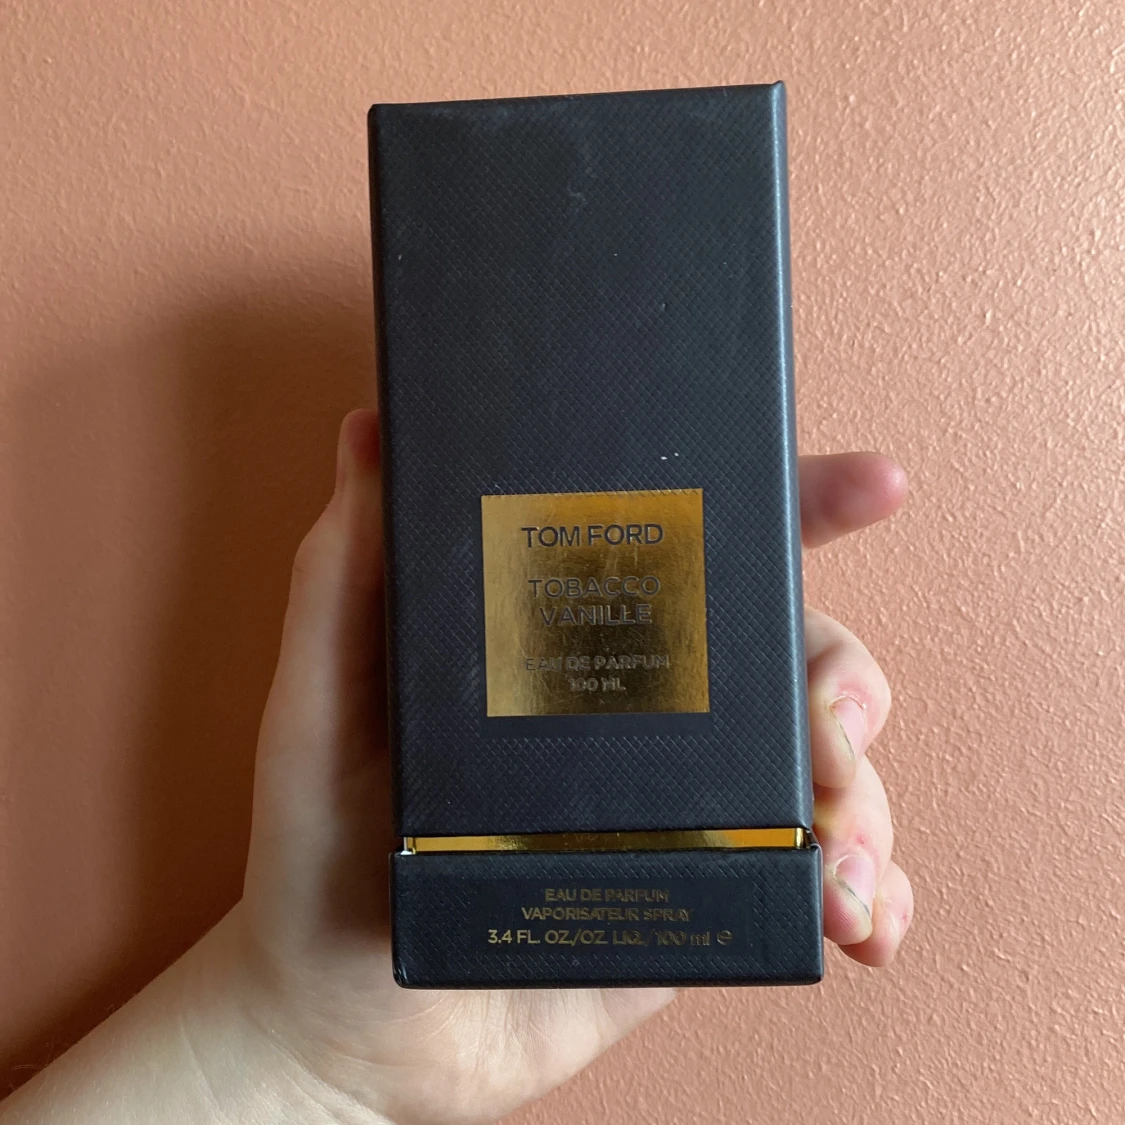 TOM FORD
TOBACCO
VANILLE
EAU DE PARFUM
100 ML
EAU DE PARFUM
VAPORISATEUR SPRAY
3.4 FL. OZ./OZ. LIQ./100 ml ℮